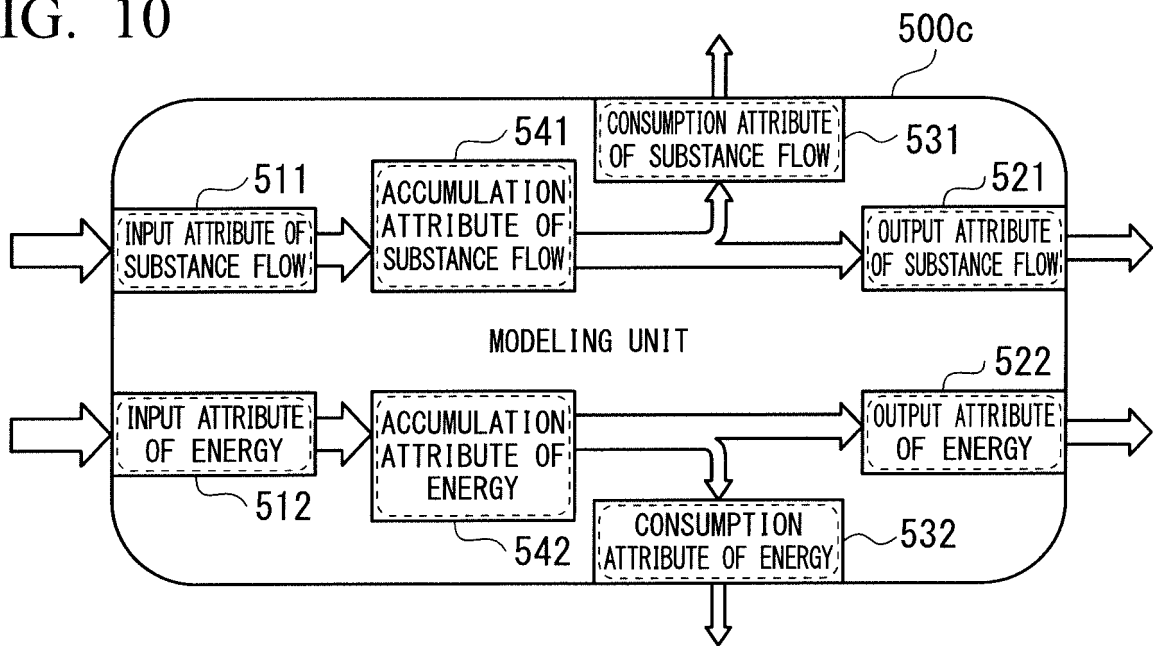 IG. 10
500c
CONSUMPTION ATTRIBUTE
OF SUBSTANCE FLOW
531
541
ACCUMULATION
ATTRIBUTE OF
SUBSTANCE FLOW
511
INPUT ATTRIBUTE OF
SUBSTANCE FLOW
521
OUTPUT ATTRIBUTE
OF SUBSTANCE FLOW
MODELING UNIT
522
INPUT ATTRIBUTE
OF ENERGY
512
ACCUMULATION
ATTRIBUTE OF
ENERGY
542
OUTPUT ATTRIBUTE
OF ENERGY
CONSUMPTION
ATTRIBUTE OF ENERGY
532